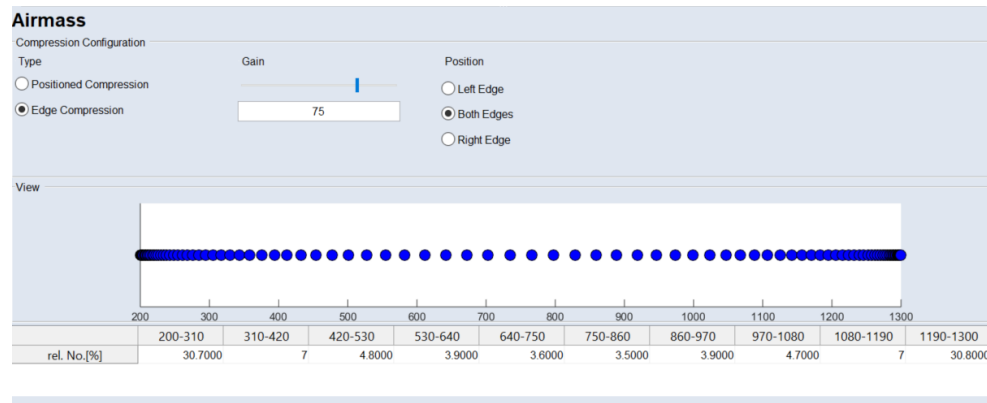 Airmass
Compression Configuration
Type Gain Position
Positioned Compression
Left Edge
Edge Compression 75 Both Edges
Right Edge
View
200 300 400 500 600 700 800 900 1000 1100 1200 1300
200-310 310-420 420-530 530-640 640-750 750-860 860-970 970-1080 1080-1190 1190-1300
rel. No.[%] 30.7000 7 4.8000 3.9000 3.6000 3.5000 3.9000 4.7000 7 30.8000